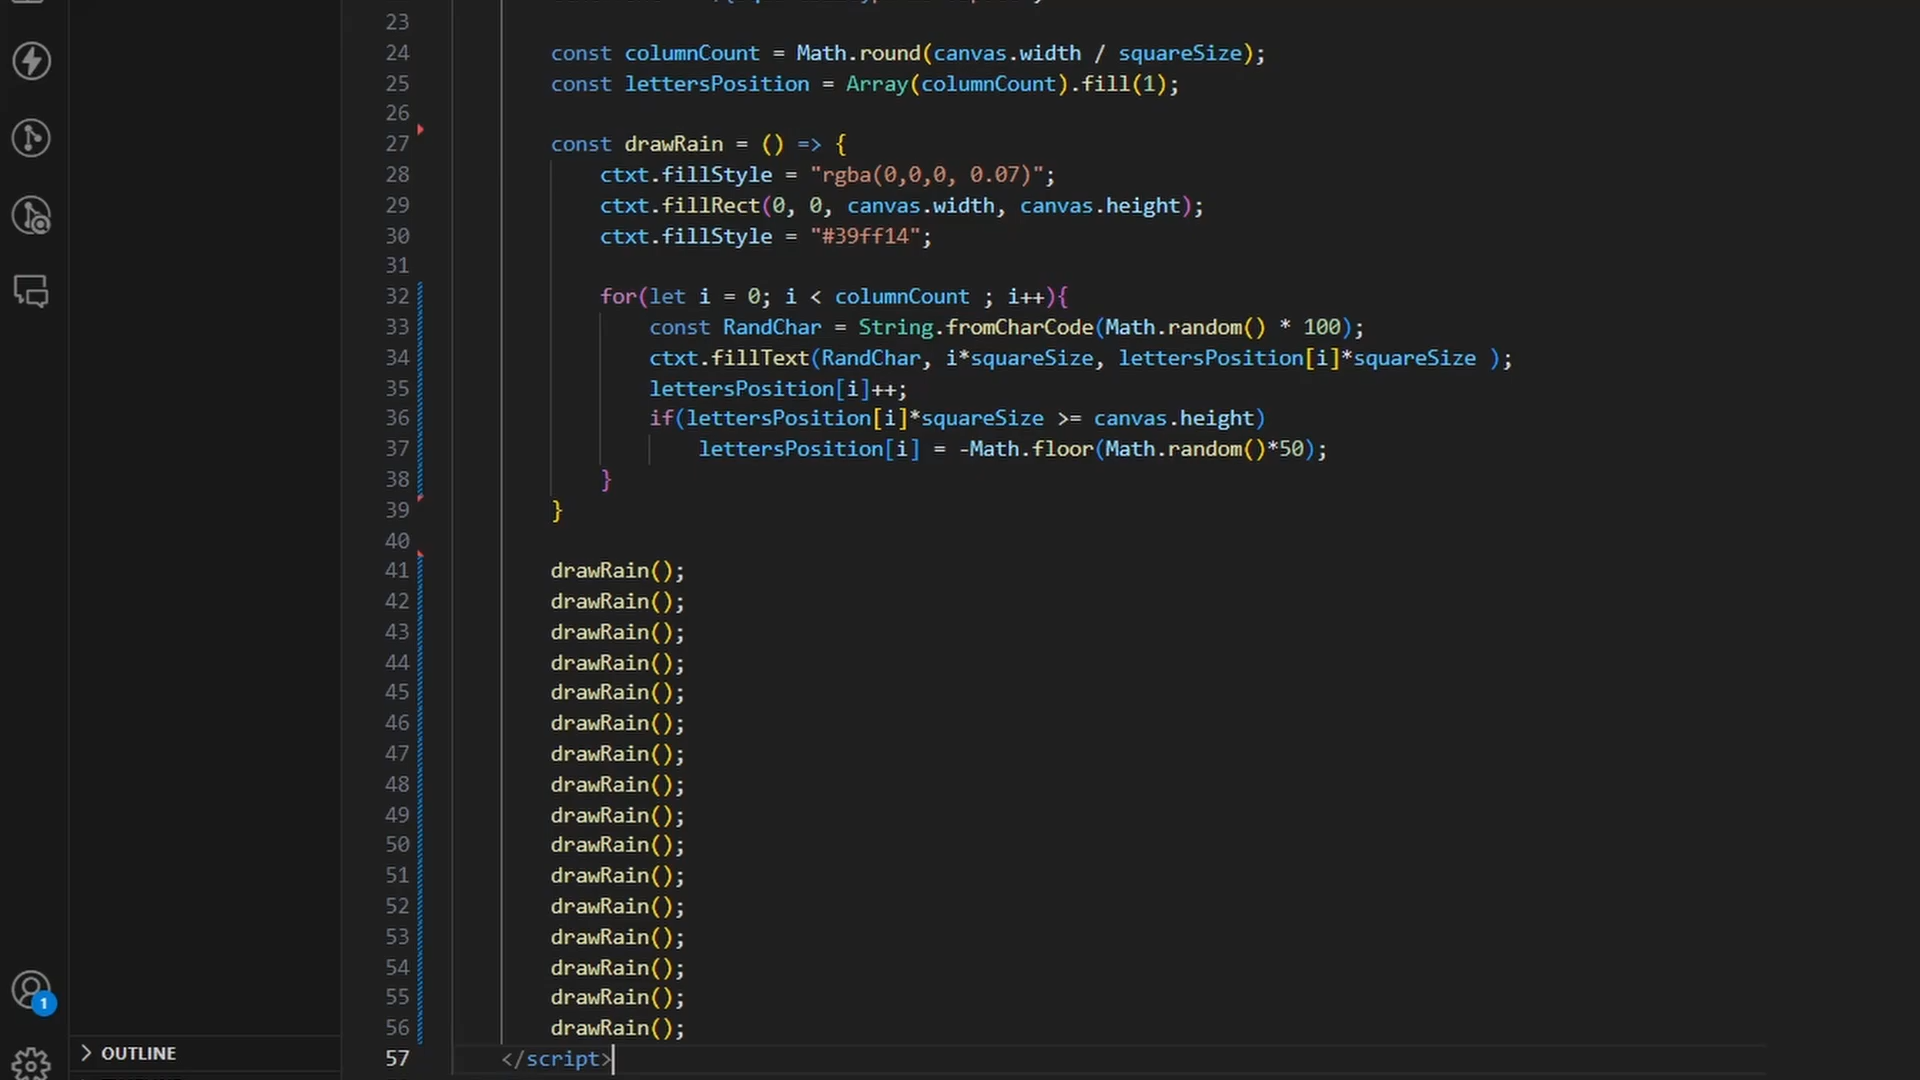 23
24 const columnCount = Math.round(canvas.width / squareSize);
25 const lettersPosition = Array(columnCount).fill(1);
26
27 const drawRain = () => {
28 ctxt.fillStyle = "rgba(0,0,0, 0.07)";
29 ctxt.fillRect(0, 0, canvas.width, canvas.height);
30 ctxt.fillStyle = "#39ff14";
31
32 for(let i = 0; i < columnCount ; i++){
33 const RandChar = String.fromCharCode(Math.random() * 100);
34 ctxt.fillText(RandChar, i*squareSize, lettersPosition[i]*squareSize );
35 lettersPosition[i]++;
36 if(lettersPosition[i]*squareSize >= canvas.height)
37 lettersPosition[i] = -Math.floor(Math.random()*50);
38 }
39 }
40
41 drawRain();
42 drawRain();
43 drawRain();
44 drawRain();
45 drawRain();
46 drawRain();
47 drawRain();
48 drawRain();
49 drawRain();
50 drawRain();
51 drawRain();
52 drawRain();
53 drawRain();
54 drawRain();
55 drawRain();
56 drawRain();
57 </script>
1
OUTLINE